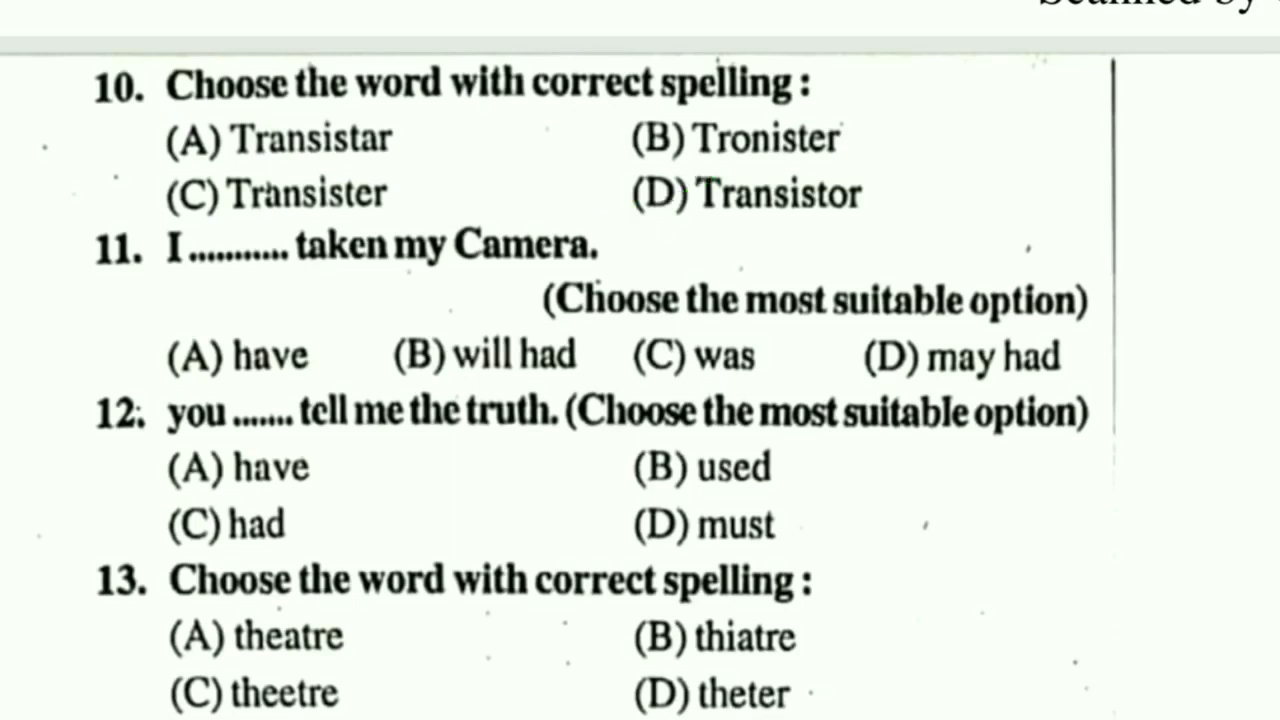 Scanned by
10. Choose the word with correct spelling :
(A) Transistar (B) Tronister
(C) Transister (D) Transistor
11. I ........... taken my Camera.
(Choose the most suitable option)
(A) have (B) will had (C) was (D) may had
12. you ....... tell me the truth. (Choose the most suitable option)
(A) have (B) used
(C) had (D) must
13. Choose the word with correct spelling :
(A) theatre (B) thiatre
(C) theetre (D) theter